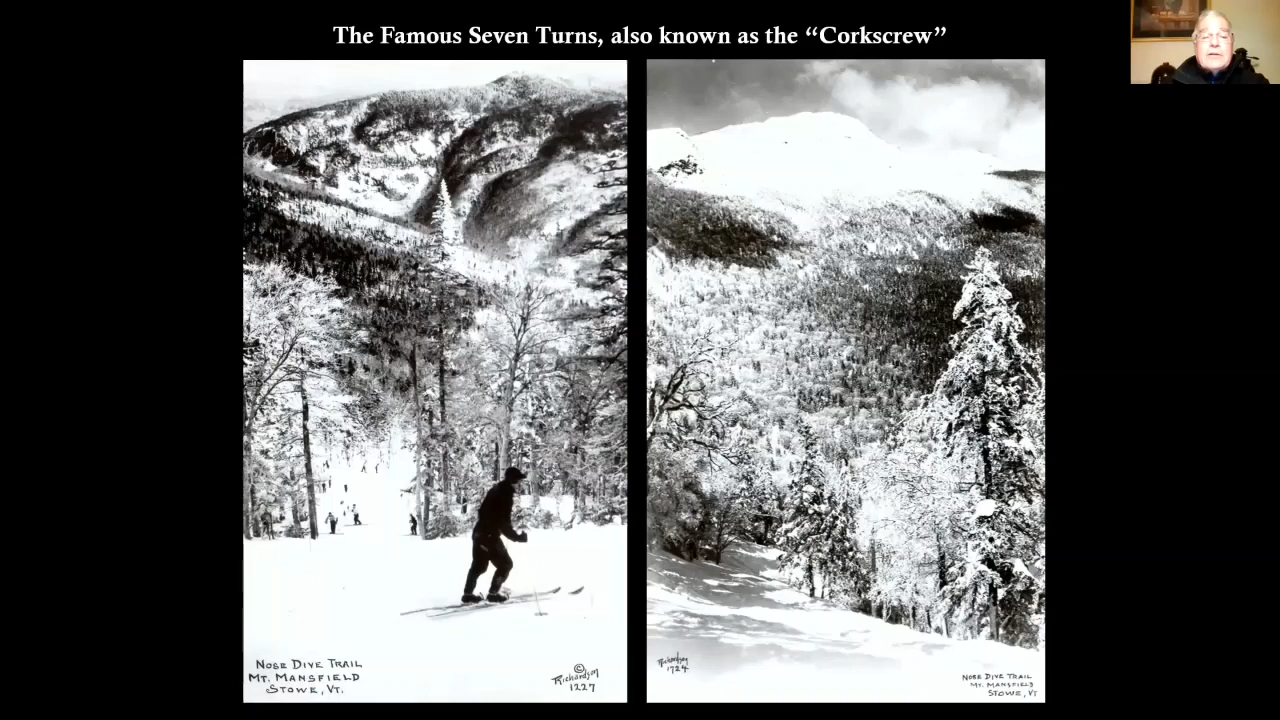 The Famous Seven Turns, also known as the “Corkscrew”
NOSE DIVE TRAIL
MT. MANSFIELD
STOWE, VT.
©
Richardson
1227
Richardson
1724
NOSE DIVE TRAIL
MT. MANSFIELD
STOWE, VT